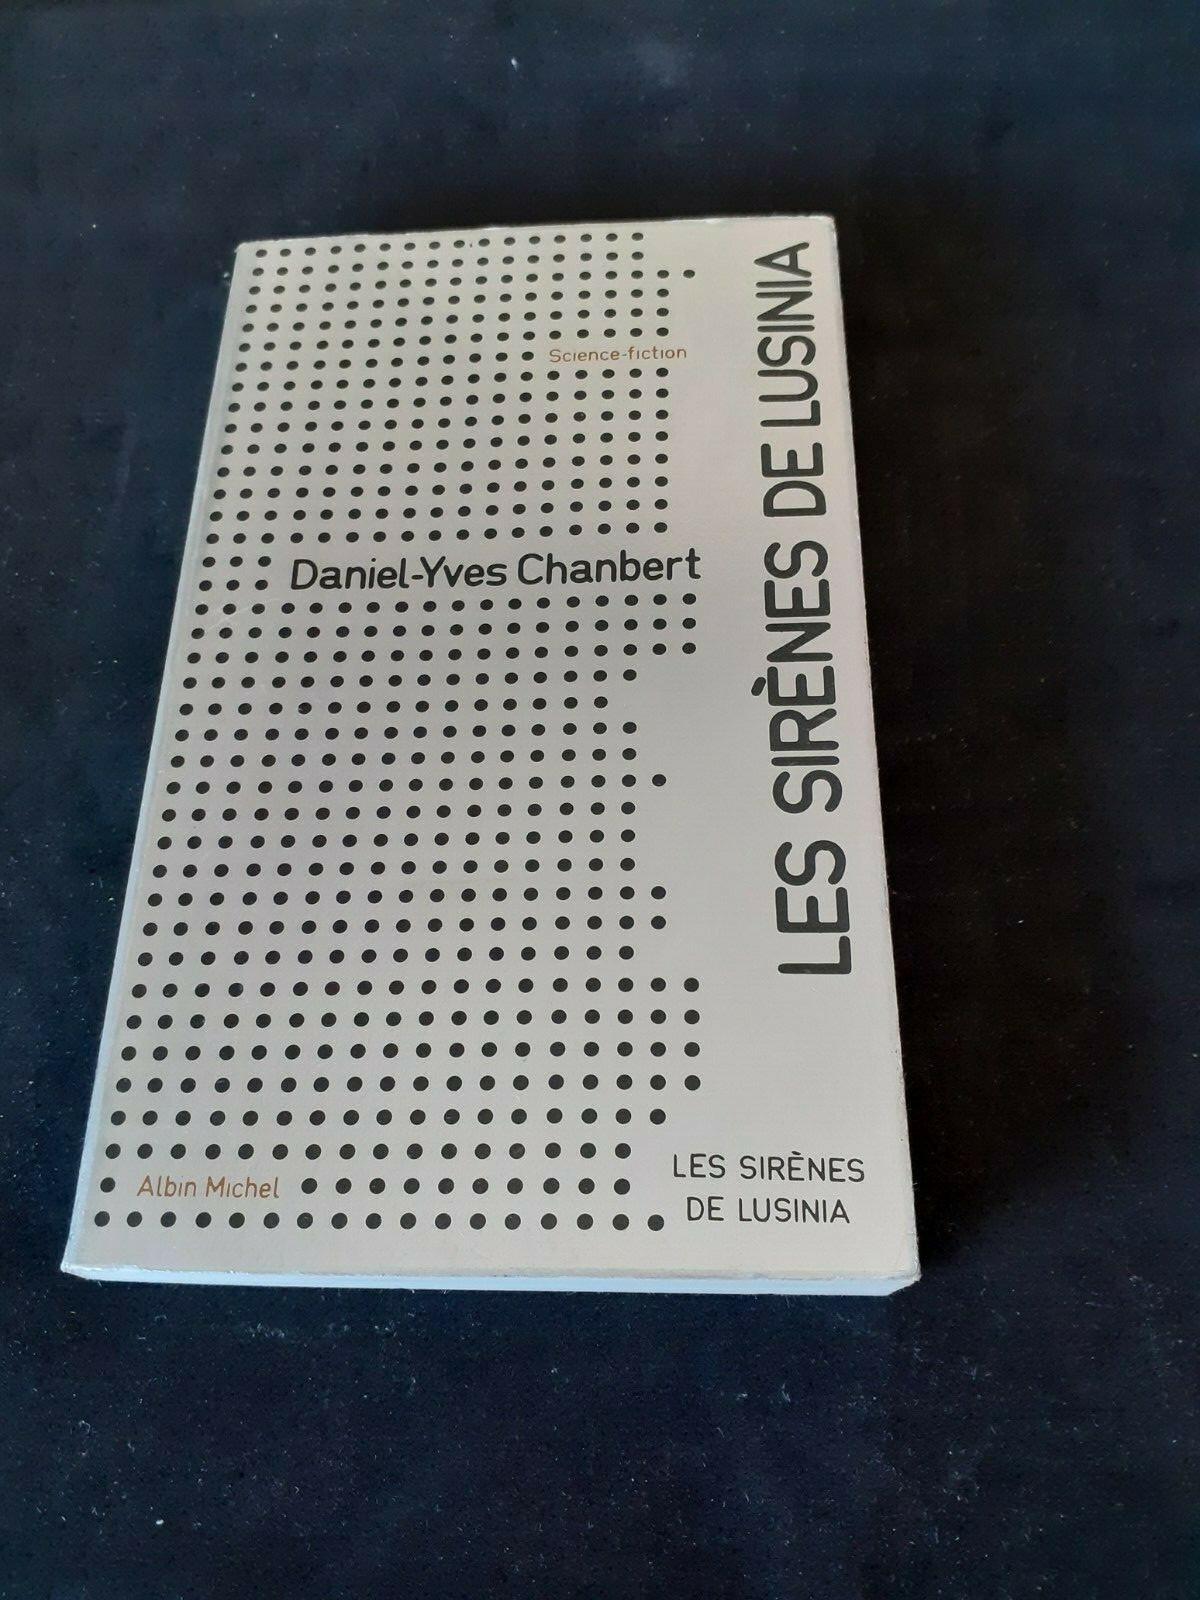 Science-fiction
Daniel-Yves Chanbert
LES SIRÈNES DE LUSINIA
Albin Michel
LES SIRÈNES
DE LUSINIA